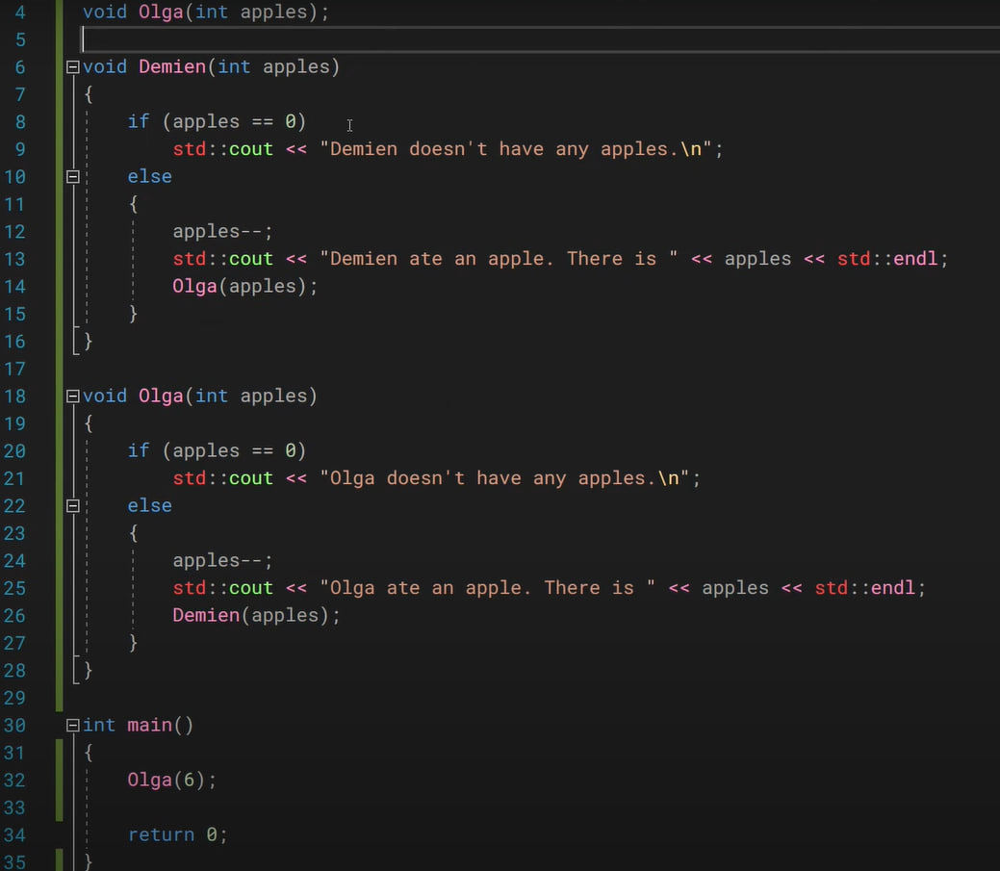 4 void Olga(int apples);
5
6 void Demien(int apples)
7 {
8     if (apples == 0)
9         std::cout << "Demien doesn't have any apples.\n";
10     else
11     {
12         apples--;
13         std::cout << "Demien ate an apple. There is " << apples << std::endl;
14         Olga(apples);
15     }
16 }
17
18 void Olga(int apples)
19 {
20     if (apples == 0)
21         std::cout << "Olga doesn't have any apples.\n";
22     else
23     {
24         apples--;
25         std::cout << "Olga ate an apple. There is " << apples << std::endl;
26         Demien(apples);
27     }
28 }
29
30 int main()
31 {
32     Olga(6);
33
34     return 0;
35 }